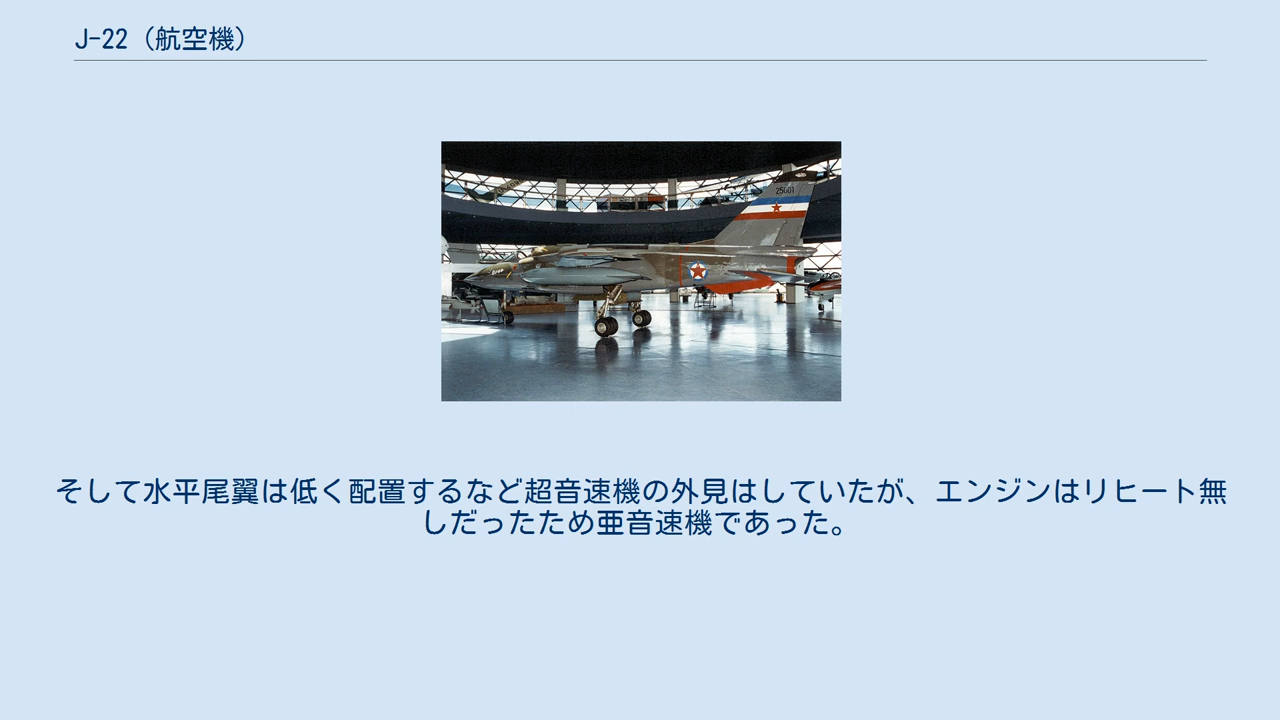 J-22（航空機）
25001
そして水平尾翼は低く配置するなど超音速機の外見はしていたが、エンジンはリヒート無
しだったため亜音速機であった。